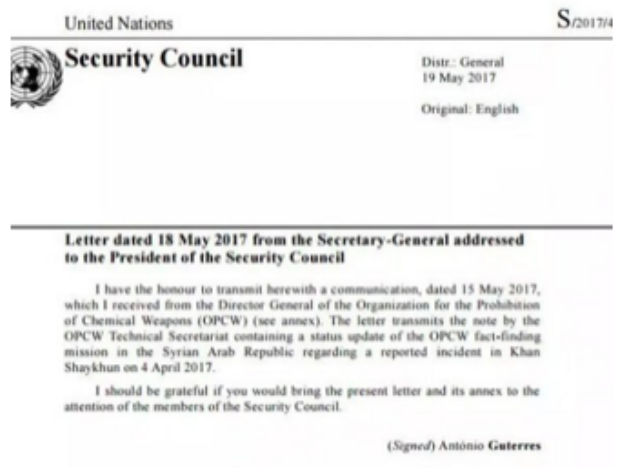 United Nations
S/2017/4
Security Council
Distr.: General
19 May 2017
Original: English
Letter dated 18 May 2017 from the Secretary-General addressed
to the President of the Security Council
I have the honour to transmit herewith a communication, dated 15 May 2017,
which I received from the Director General of the Organization for the Prohibition
of Chemical Weapons (OPCW) (see annex). The letter transmits the note by the
OPCW Technical Secretariat containing a status update of the OPCW fact-finding
mission in the Syrian Arab Republic regarding a reported incident in Khan
Shaykhun on 4 April 2017.
I should be grateful if you would bring the present letter and its annex to the
attention of the members of the Security Council.
(Signed) António Guterres